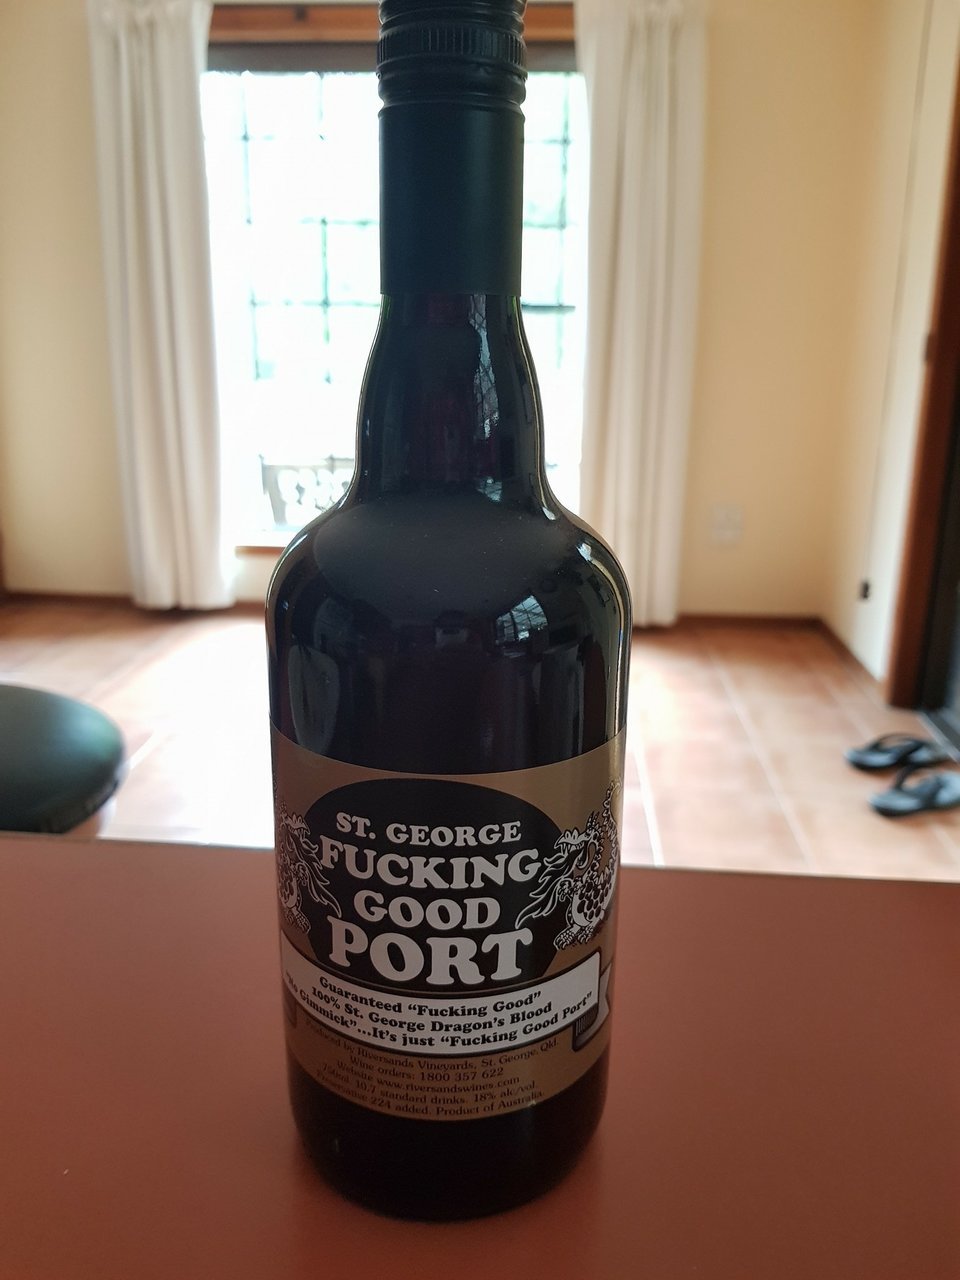 ST. GEORGE
FUCKING
GOOD
PORT
Guaranteed "Fucking Good"
100% St. George Dragon's Blood
"No Gimmick"...It's just "Fucking Good Port"
Produced by Riversands Vineyards, St. George, Qld.
Wine orders: 1800 357 622
Website www.riversandswines.com
750ml. 10.7 standard drinks. 18% alc/vol.
Preservative 224 added. Product of Australia.